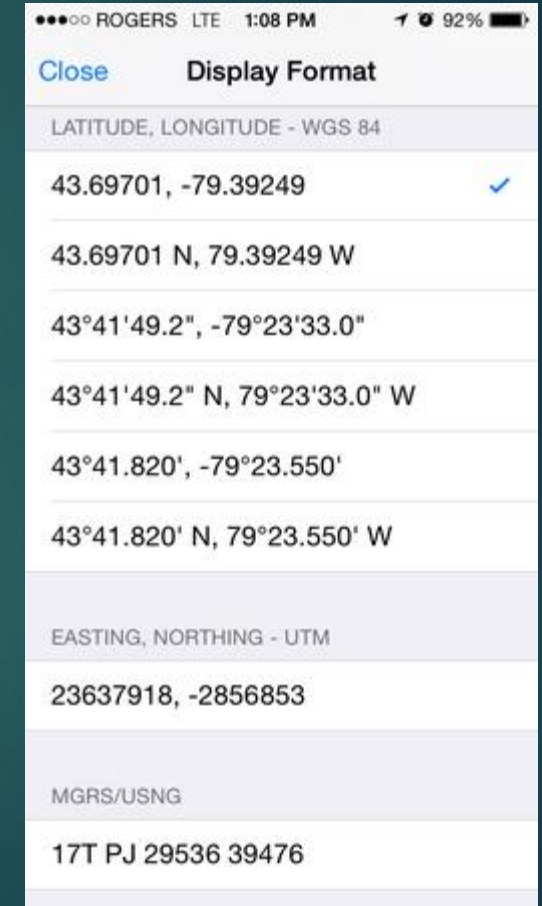 ROGERS LTE 1:08 PM 92%
Close Display Format
LATITUDE, LONGITUDE - WGS 84
43.69701, -79.39249
43.69701 N, 79.39249 W
43°41'49.2", -79°23'33.0"
43°41'49.2" N, 79°23'33.0" W
43°41.820', -79°23.550'
43°41.820' N, 79°23.550' W
EASTING, NORTHING - UTM
23637918, -2856853
MGRS/USNG
17T PJ 29536 39476